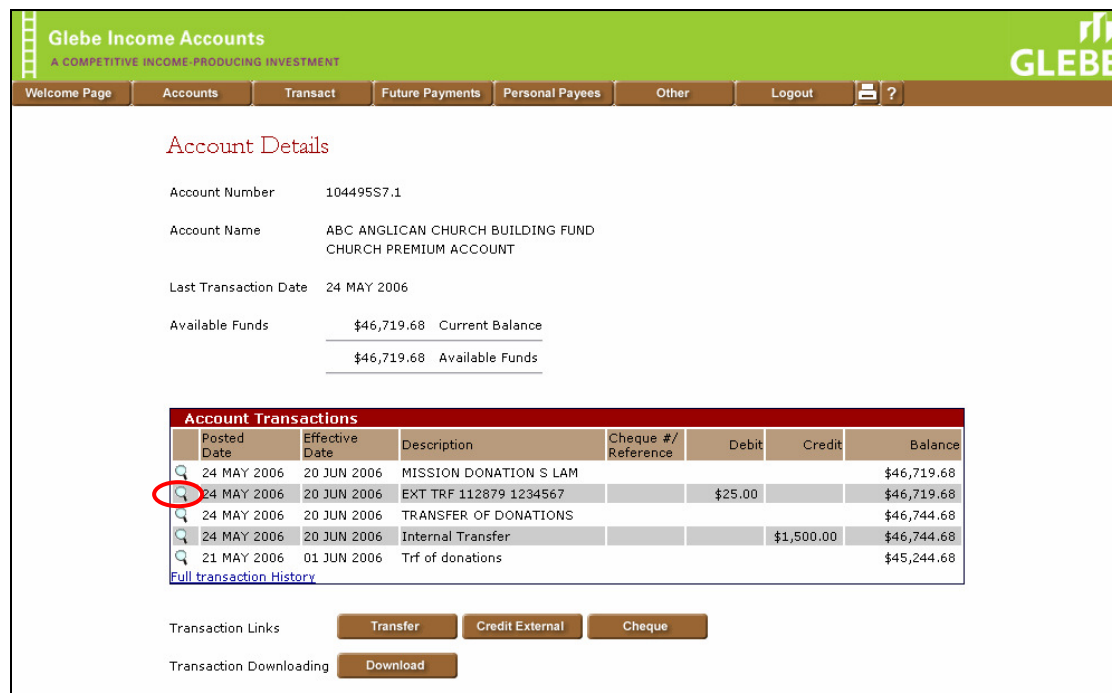 Glebe Income Accounts
A COMPETITIVE INCOME-PRODUCING INVESTMENT
GLEBE
Welcome Page Accounts Transact Future Payments Personal Payees Other Logout ?
Account Details
Account Number 104495S7.1
Account Name ABC ANGLICAN CHURCH BUILDING FUND
CHURCH PREMIUM ACCOUNT
Last Transaction Date 24 MAY 2006
Available Funds $46,719.68 Current Balance
$46,719.68 Available Funds
Account Transactions
Posted Date Effective Date Description Cheque #/ Reference Debit Credit Balance
24 MAY 2006 20 JUN 2006 MISSION DONATION S LAM $46,719.68
24 MAY 2006 20 JUN 2006 EXT TRF 112879 1234567 $25.00 $46,719.68
24 MAY 2006 20 JUN 2006 TRANSFER OF DONATIONS $46,744.68
24 MAY 2006 20 JUN 2006 Internal Transfer $1,500.00 $46,744.68
21 MAY 2006 01 JUN 2006 Trf of donations $45,244.68
Full transaction History
Transaction Links Transfer Credit External Cheque
Transaction Downloading Download